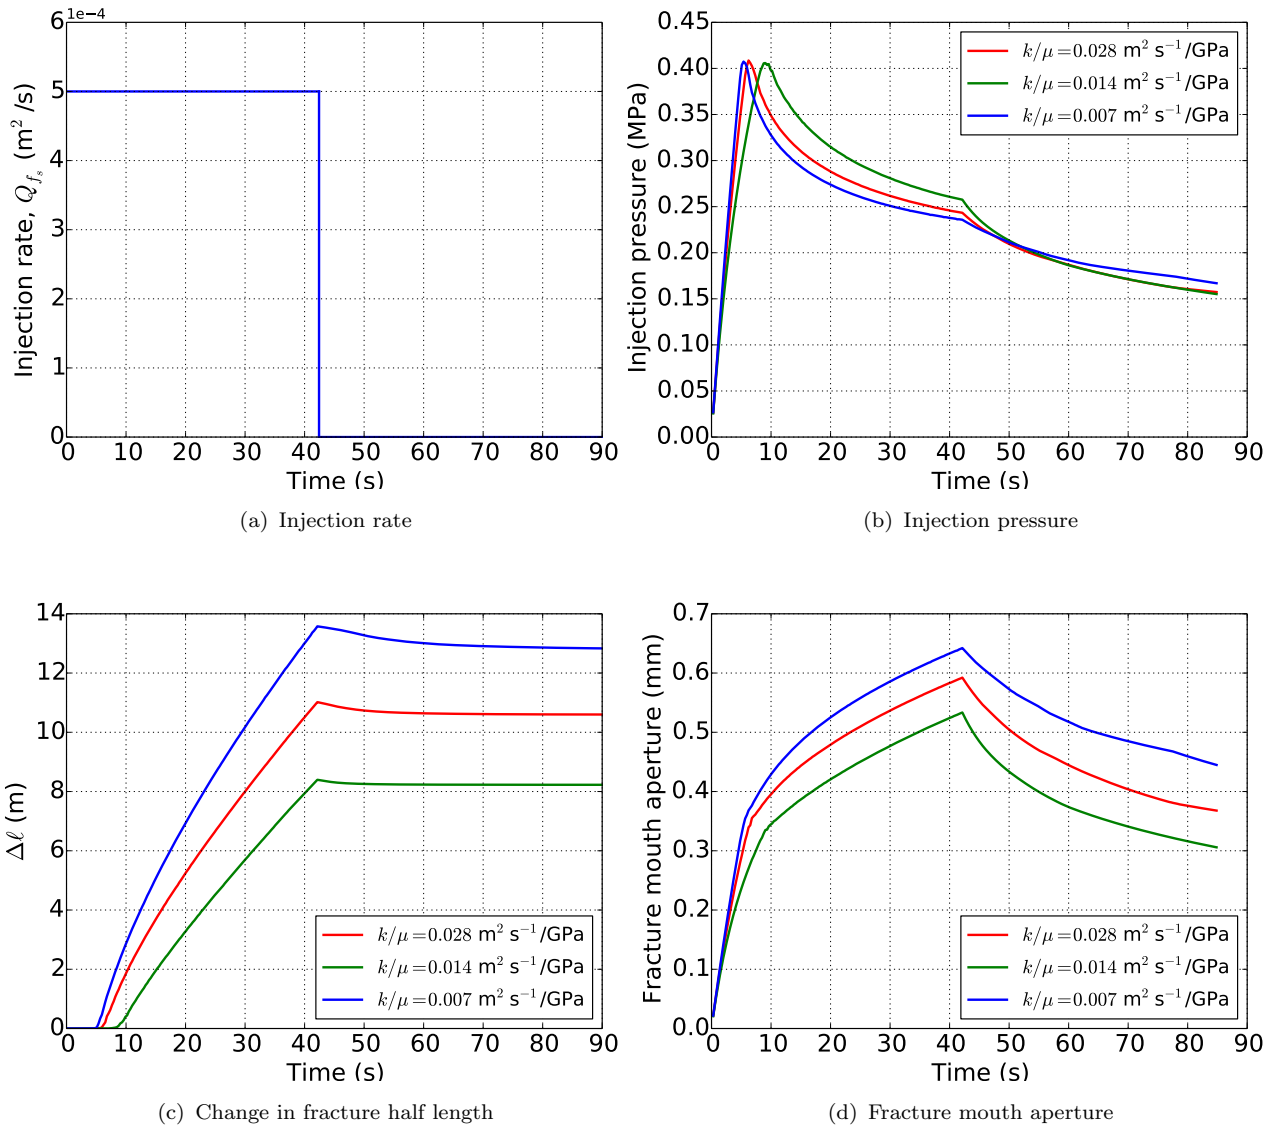 1e−4
6
5
4
3
2
1
0
Injection rate, Q_{f_s} (m² /s)
0 10 20 30 40 50 60 70 80 90
Time (s)
(a) Injection rate
0.45
0.40
0.35
0.30
0.25
0.20
0.15
0.10
0.05
0.00
Injection pressure (MPa)
k/μ=0.028 m² s⁻¹/GPa
k/μ=0.014 m² s⁻¹/GPa
k/μ=0.007 m² s⁻¹/GPa
0 10 20 30 40 50 60 70 80 90
Time (s)
(b) Injection pressure
14
12
10
8
6
4
2
0
Δℓ (m)
k/μ=0.028 m² s⁻¹/GPa
k/μ=0.014 m² s⁻¹/GPa
k/μ=0.007 m² s⁻¹/GPa
0 10 20 30 40 50 60 70 80 90
Time (s)
(c) Change in fracture half length
0.7
0.6
0.5
0.4
0.3
0.2
0.1
0.0
Fracture mouth aperture (mm)
k/μ=0.028 m² s⁻¹/GPa
k/μ=0.014 m² s⁻¹/GPa
k/μ=0.007 m² s⁻¹/GPa
0 10 20 30 40 50 60 70 80 90
Time (s)
(d) Fracture mouth aperture